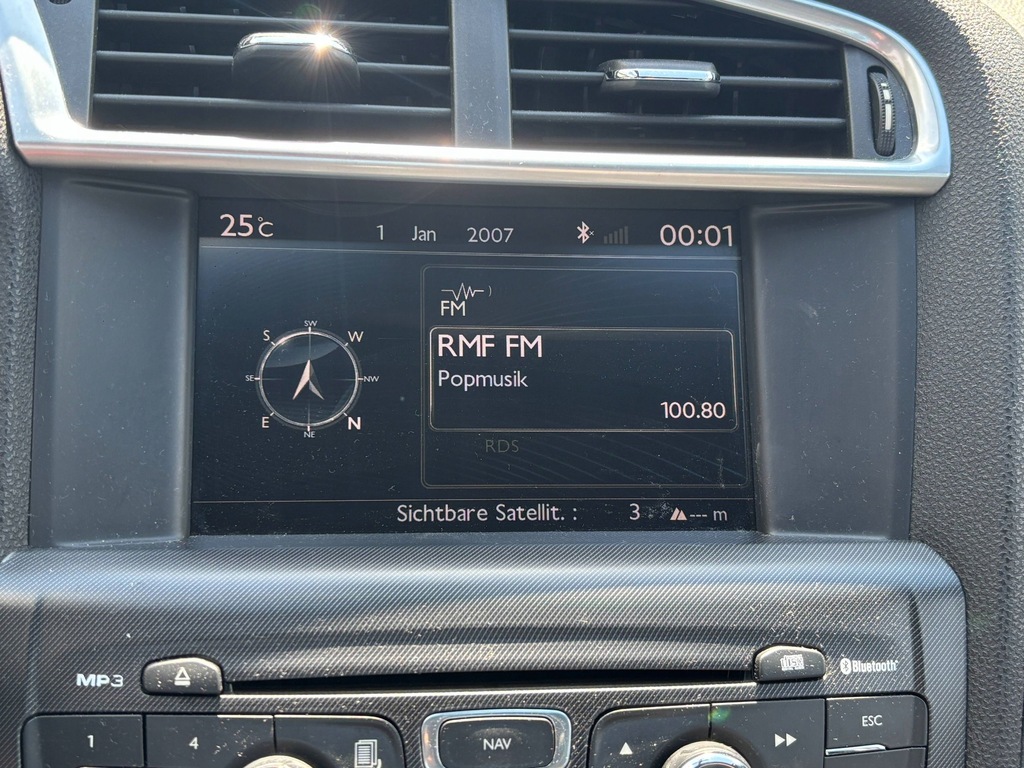 25°C 1 Jan 2007 00:01
FM
RMF FM
Popmusik
100.80
RDS
SW
S W
SE NW
E N
NE
Sichtbare Satellit. : 3 --- m
MP3 Bluetooth
1 4 NAV ESC